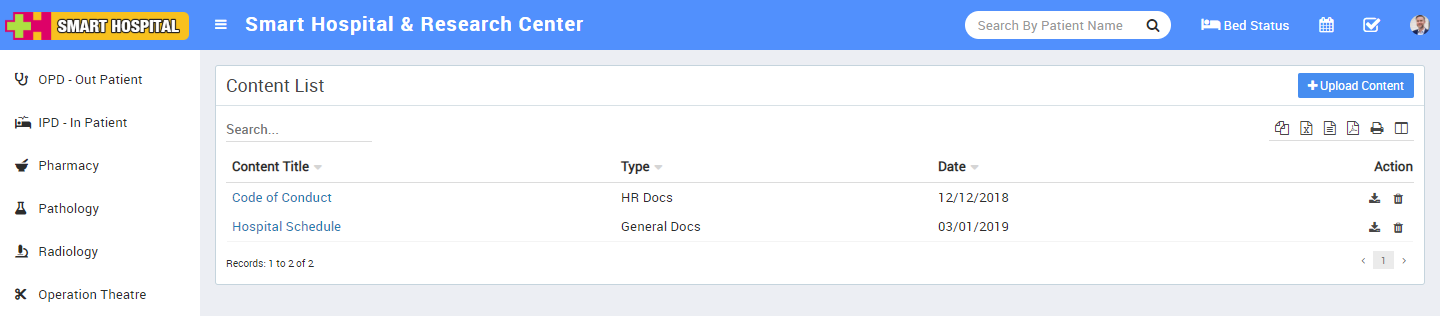 SMART HOSPITAL
Smart Hospital & Research Center
Search By Patient Name
Bed Status
OPD - Out Patient
IPD - In Patient
Pharmacy
Pathology
Radiology
Operation Theatre
Content List
Upload Content
Search...
Content Title Type Date Action
Code of Conduct HR Docs 12/12/2018
Hospital Schedule General Docs 03/01/2019
Records: 1 to 2 of 2
1